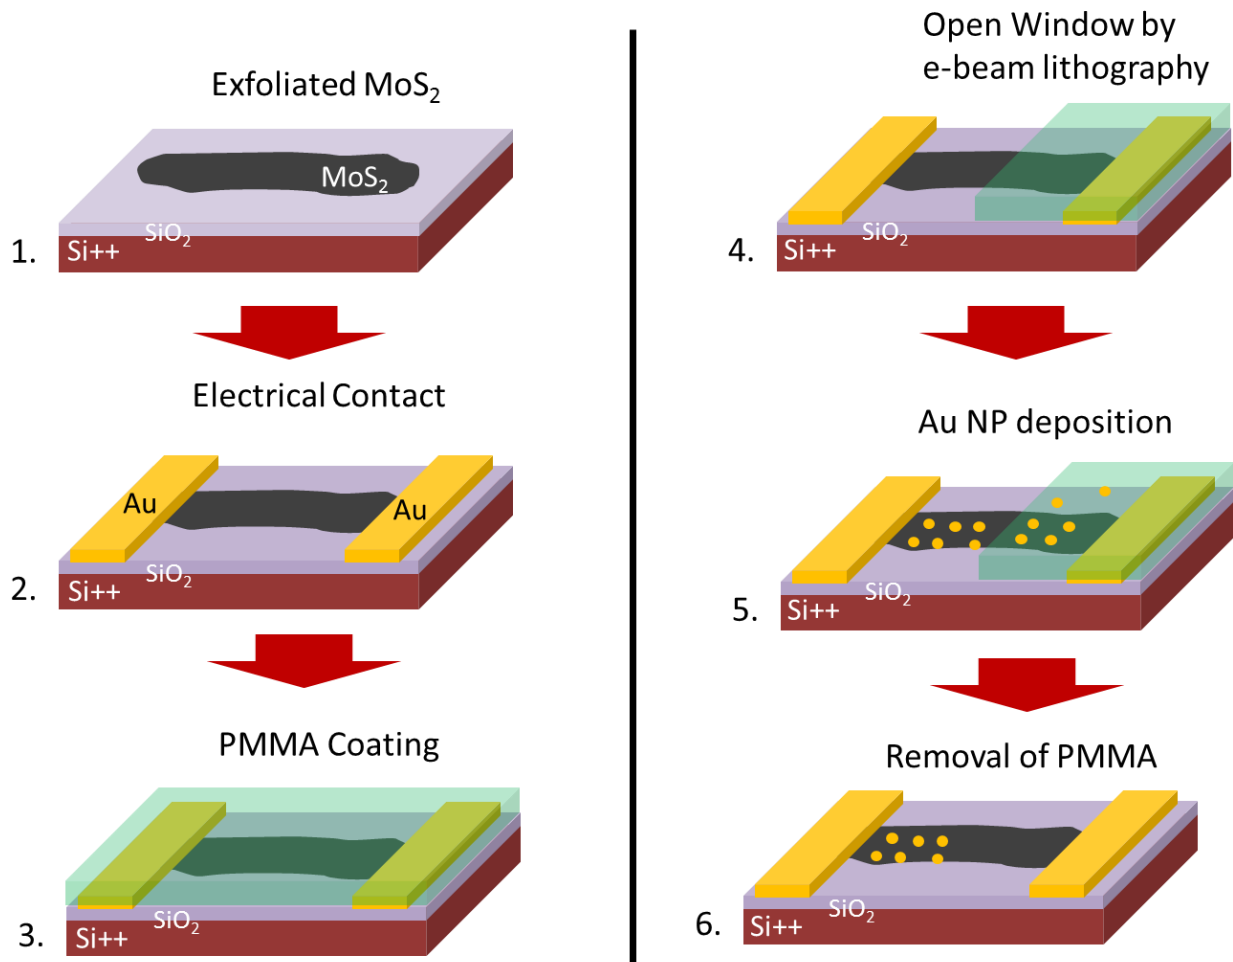 Exfoliated MoS₂
MoS₂
SiO₂
Si++
1.
Electrical Contact
Au
Au
SiO₂
Si++
2.
PMMA Coating
SiO₂
Si++
3.
Open Window by
e-beam lithography
SiO₂
Si++
4.
Au NP deposition
SiO₂
Si++
5.
Removal of PMMA
SiO₂
Si++
6.